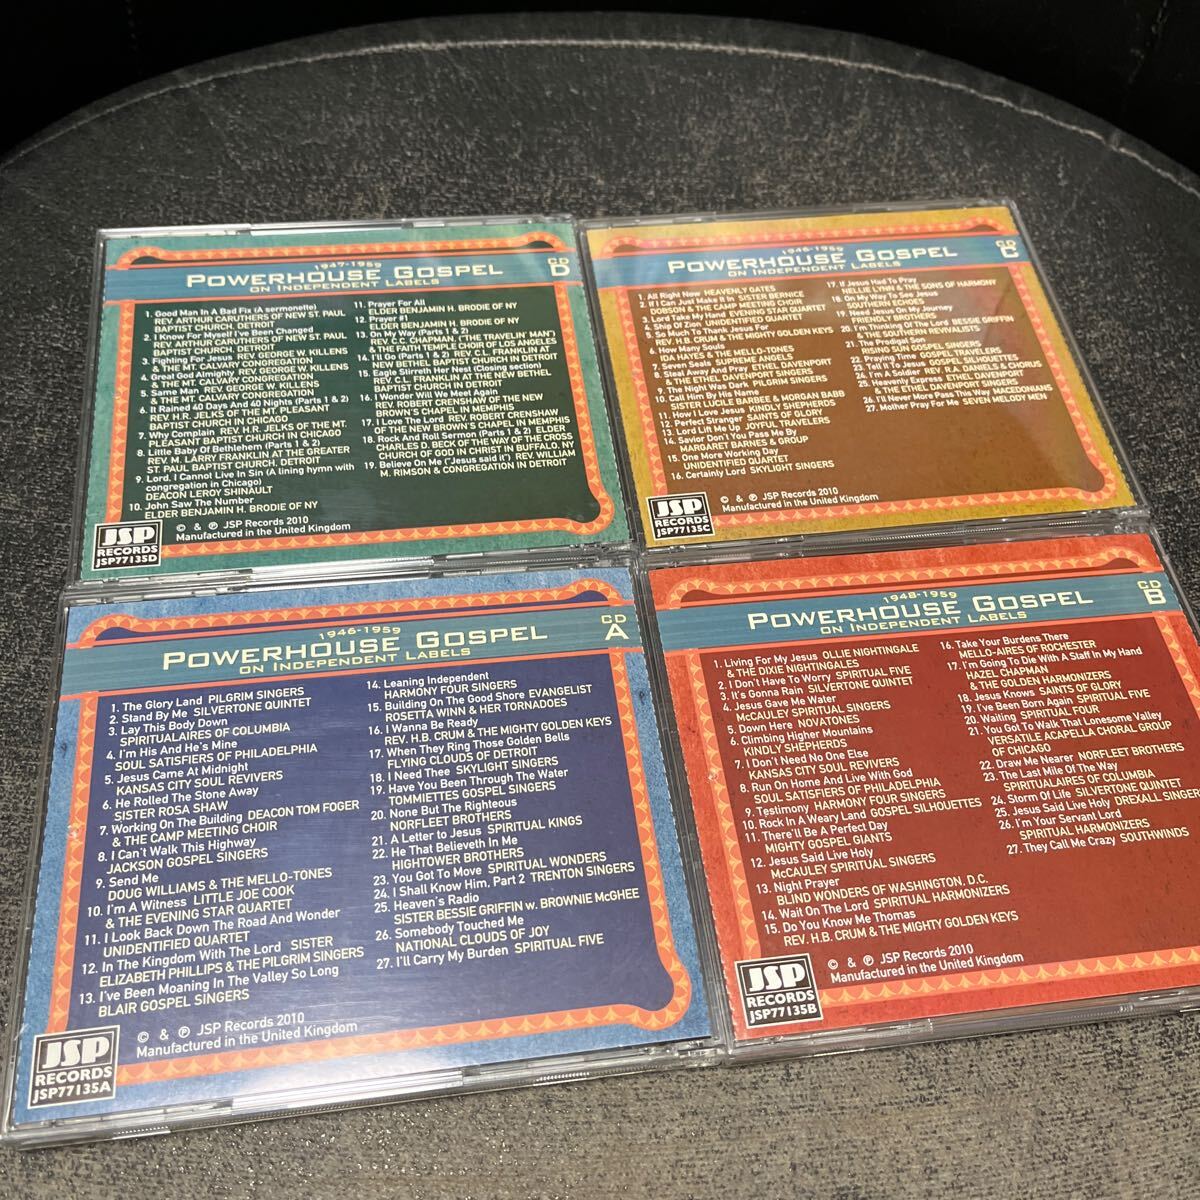 1947-1959
POWERHOUSE GOSPEL
ON INDEPENDENT LABELS
CD
D
1. Good Man In A Bad Fix (A sermonette)
REV ARTHUR CARUTHERS OF NEW ST. PAUL
BAPTIST CHURCH, DETROIT
2. I Know For Myself I've Been Changed
REV. ARTHUR CARUTHERS OF NEW ST. PAUL
BAPTIST CHURCH, DETROIT
3. Fighting For Jesus REV. GEORGE W. KILLENS
& THE MT. CALVARY CONGREGATION
4. Great God Almighty REV. GEORGE W. KILLENS
& THE MT. CALVARY CONGREGATION
5. Same Man REV. GEORGE W. KILLENS
& THE MT. CALVARY CONGREGATION
6. It Rained 40 Days And 40 Nights (Parts 1 & 2)
REV. H.R. JELKS OF THE MT. PLEASANT
BAPTIST CHURCH IN CHICAGO
7. Why Complain REV. H.R. JELKS OF THE MT.
PLEASANT BAPTIST CHURCH IN CHICAGO
8. Little Baby of Bethlehem (Parts 1 & 2)
REV. M. LARRY FRANKLIN AT THE GREATER
ST. PAUL BAPTIST CHURCH, DETROIT
9. Lord, I Cannot Live In Sin (A lining hymn with
congregation in Chicago)
DEACON LEROY SHINAULT
10. John Saw The Number
ELDER BENJAMIN H. BRODIE OF NY
11. Prayer For All
ELDER BENJAMIN H. BRODIE OF NY
12. Prayer #1
ELDER BENJAMIN H. BRODIE OF NY
13. On My Way (Parts 1 & 2)
REV. C.C. CHAPMAN, ("THE TRAVELIN' MAN")
& THE FAITH TEMPLE CHOIR OF LOS ANGELES
14. I'll Go (Parts 1 & 2) REV. C.L. FRANKLIN AT
NEW BETHEL BAPTIST CHURCH IN DETROIT
15. Eagle Stirreth Her Nest (Closing section)
REV. C.L. FRANKLIN AT THE NEW BETHEL
BAPTIST CHURCH IN DETROIT
16. I Wonder Will We Meet Again
REV. ROBERT CRENSHAW OF THE NEW
BROWN'S CHAPEL IN MEMPHIS
17. I Love The Lord REV. ROBERT CRENSHAW
OF THE NEW BROWN'S CHAPEL IN MEMPHIS
18. Rock And Roll Sermon (Parts 1 & 2) ELDER
CHARLES D. BECK OF THE WAY OF THE CROSS
CHURCH OF GOD IN CHRIST IN BUFFALO, NY
19. Believe On Me ("Jesus said it") REV. WILLIAM
M. RIMSON & CONGREGATION IN DETROIT
JSP
RECORDS
JSP77135D
© & ℗ JSP Records 2010
Manufactured in the United Kingdom
1946-1959
POWERHOUSE GOSPEL
ON INDEPENDENT LABELS
CD
C
1. All Right Now HEAVENLY GATES
2. If I Can Just Make It In SISTER BERNICE
DOBSON & THE CAMP MEETING CHOIR
3. Lord Take My Hand EVENING STAR QUARTET
4. Ship Of Zion UNIDENTIFIED QUARTET
5. So Much To Thank Jesus For
REV. H.B. CRUM & THE MIGHTY GOLDEN KEYS
6. How Many Souls
IDA HAYES & THE MELLO-TONES
7. Seven Seals SUPREME ANGELS
8. Steal Away And Pray ETHEL DAVENPORT
& THE ETHEL DAVENPORT SINGERS
9. The Night Was Dark PILGRIM SINGERS
10. Call Him By His Name
SISTER LUCILLE BARBEE & MORGAN BABB
11. How I Love Jesus KINDLY SHEPHERDS
12. Perfect Stranger SAINTS OF GLORY
13. Lord Lift Me Up JOYFUL TRAVELERS
14. Savior Don't You Pass Me By
MARGARET BARNES & GROUP
15. One More Working Day
UNIDENTIFIED QUARTET
16. Certainly Lord SKYLIGHT SINGERS
17. If Jesus Had To Pray
NELLIE LYNN & THE SONS OF HARMONY
18. On My Way To See Jesus
SOUTHERN ECHOES
19. Need Jesus On My Journey
FRIENDLY BROTHERS
20. I'm Thinking Of The Lord BESSIE GRIFFIN
& THE SOUTHERN REVIVALISTS
21. The Prodigal Son
RISING SUN GOSPEL SINGERS
22. Praying Time GOSPEL TRAVELERS
23. Tell It To Jesus GOSPEL SILHOUETTES
24. I'm A Soldier REV. R.A. DANIELS & CHORUS
25. Heavenly Express ETHEL DAVENPORT
& THE ETHEL DAVENPORT SINGERS
26. I'll Never More Pass This Way MACEDONIANS
27. Mother Pray For Me SEVEN MELODY MEN
JSP
RECORDS
JSP77135C
© & ℗ JSP Records 2010
Manufactured in the United Kingdom
1946-1959
POWERHOUSE GOSPEL
ON INDEPENDENT LABELS
CD
A
1. The Glory Land PILGRIM SINGERS
2. Stand By Me SILVERTONE QUINTET
3. Lay This Body Down
SPIRITUALAIRES OF COLUMBIA
4. I'm His And He's Mine
SOUL SATISFIERS OF PHILADELPHIA
5. Jesus Came At Midnight
KANSAS CITY SOUL REVIVERS
6. He Rolled The Stone Away
SISTER ROSA SHAW
7. Working On The Building DEACON TOM FOGER
& THE CAMP MEETING CHOIR
8. I Can't Walk This Highway
JACKSON GOSPEL SINGERS
9. Send Me
DOUG WILLIAMS & THE MELLO-TONES
10. I'm A Witness LITTLE JOE COOK
& THE EVENING STAR QUARTET
11. I Look Back Down The Road And Wonder
UNIDENTIFIED QUARTET
12. In The Kingdom With The Lord SISTER
ELIZABETH PHILLIPS & THE PILGRIM SINGERS
13. I've Been Moaning In The Valley So Long
BLAIR GOSPEL SINGERS
14. Leaning Independent
HARMONY FOUR SINGERS
15. Building On The Good Shore EVANGELIST
ROSETTA WINN & HER TORNADOES
16. I Wanna Be Ready
REV. H.B. CRUM & THE MIGHTY GOLDEN KEYS
17. When They Ring Those Golden Bells
FLYING CLOUDS OF DETROIT
18. I Need Thee SKYLIGHT SINGERS
19. Have You Been Through The Water
TOMMIETTES GOSPEL SINGERS
20. None But The Righteous
NORFLEET BROTHERS
21. A Letter to Jesus SPIRITUAL KINGS
22. He That Believeth In Me
HIGHTOWER BROTHERS
23. You Got To Move SPIRITUAL WONDERS
24. I Shall Know Him, Part 2 TRENTON SINGERS
25. Heaven's Radio
SISTER BESSIE GRIFFIN w. BROWNIE McGHEE
26. Somebody Touched Me
NATIONAL CLOUDS OF JOY
27. I'll Carry My Burden SPIRITUAL FIVE
JSP
RECORDS
JSP77135A
© & ℗ JSP Records 2010
Manufactured in the United Kingdom
1948-1959
POWERHOUSE GOSPEL
ON INDEPENDENT LABELS
CD
B
1. Living For My Jesus OLLIE NIGHTINGALE
& THE DIXIE NIGHTINGALES
2. I Don't Have To Worry SPIRITUAL FIVE
3. It's Gonna Rain SILVERTONE QUINTET
4. Jesus Gave Me Water
McCAULEY SPIRITUAL SINGERS
5. Down Here NOVATONES
6. Climbing Higher Mountains
KINDLY SHEPHERDS
7. I Don't Need No One Else
KANSAS CITY SOUL REVIVERS
8. Run On Home And Live With God
SOUL SATISFIERS OF PHILADELPHIA
9. Testimony HARMONY FOUR SINGERS
10. Rock In A Weary Land GOSPEL SILHOUETTES
11. There'll Be A Perfect Day
MIGHTY GOSPEL GIANTS
12. Jesus Said Live Holy
McCAULEY SPIRITUAL SINGERS
13. Night Prayer
BLIND WONDERS OF WASHINGTON, D.C.
14. Wait On The Lord SPIRITUAL HARMONIZERS
15. Do You Know Me Thomas
REV. H.B. CRUM & THE MIGHTY GOLDEN KEYS
16. Take Your Burdens There
MELLO-AIRES OF ROCHESTER
17. I'm Going To Die With A Staff In My Hand
HAZEL CHAPMAN
& THE GOLDEN HARMONIZERS
18. Jesus Knows SAINTS OF GLORY
19. I've Been Born Again SPIRITUAL FIVE
20. Wailing SPIRITUAL FOUR
21. You Got To Walk That Lonesome Valley
VERSATILE ACAPELLA CHORAL GROUP
OF CHICAGO
22. Draw Me Nearer NORFLEET BROTHERS
23. The Last Mile Of The Way
SPIRITUALAIRES OF COLUMBIA
24. Storm Of Life SILVERTONE QUINTET
25. Jesus Said Live Holy DREXALL SINGERS
26. I'm Your Servant Lord
SPIRITUAL HARMONIZERS
27. They Call Me Crazy SOUTHWINDS
JSP
RECORDS
JSP77135B
© & ℗ JSP Records 2010
Manufactured in the United Kingdom